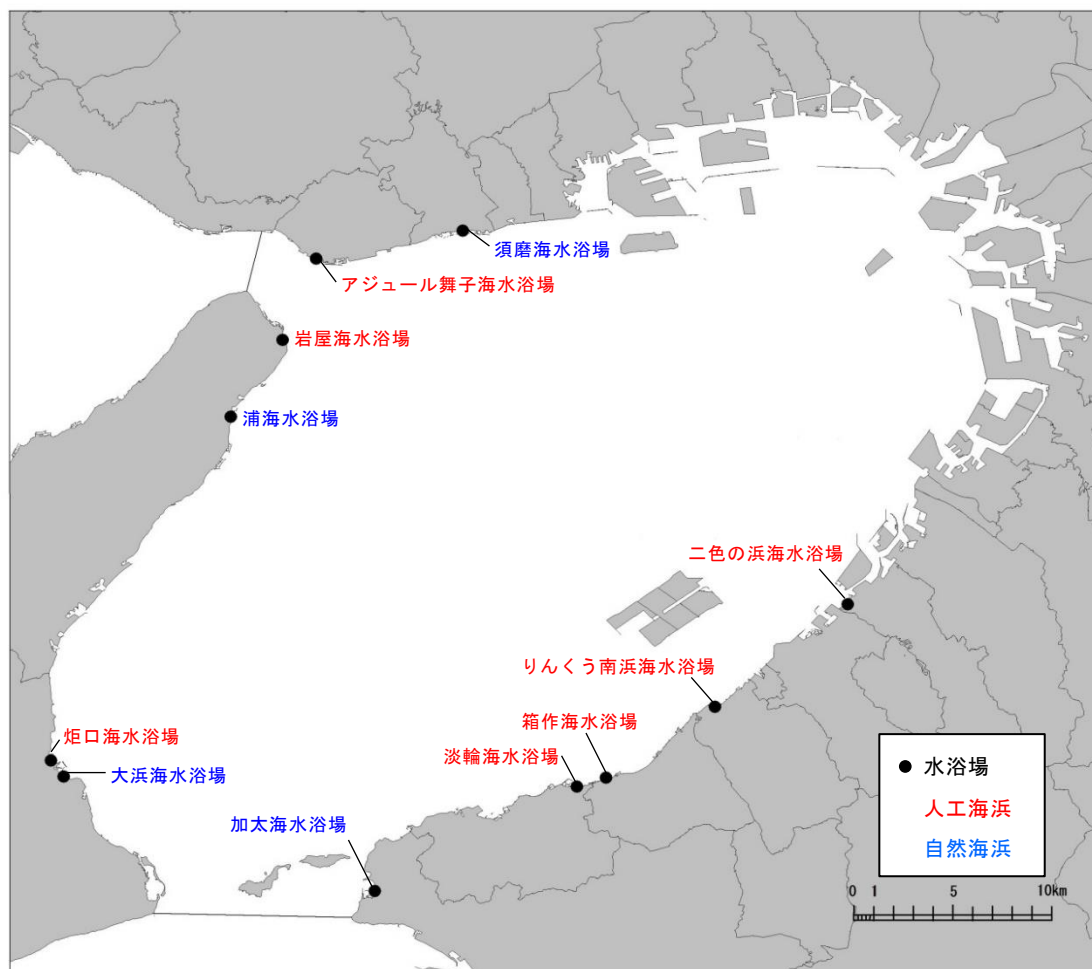 須磨海水浴場
アジュール舞子海水浴場
岩屋海水浴場
浦海水浴場
二色の浜海水浴場
りんくう南浜海水浴場
箱作海水浴場
淡輪海水浴場
炬口海水浴場
大浜海水浴場
加太海水浴場
水浴場
人工海浜
自然海浜
0 1 5 10km